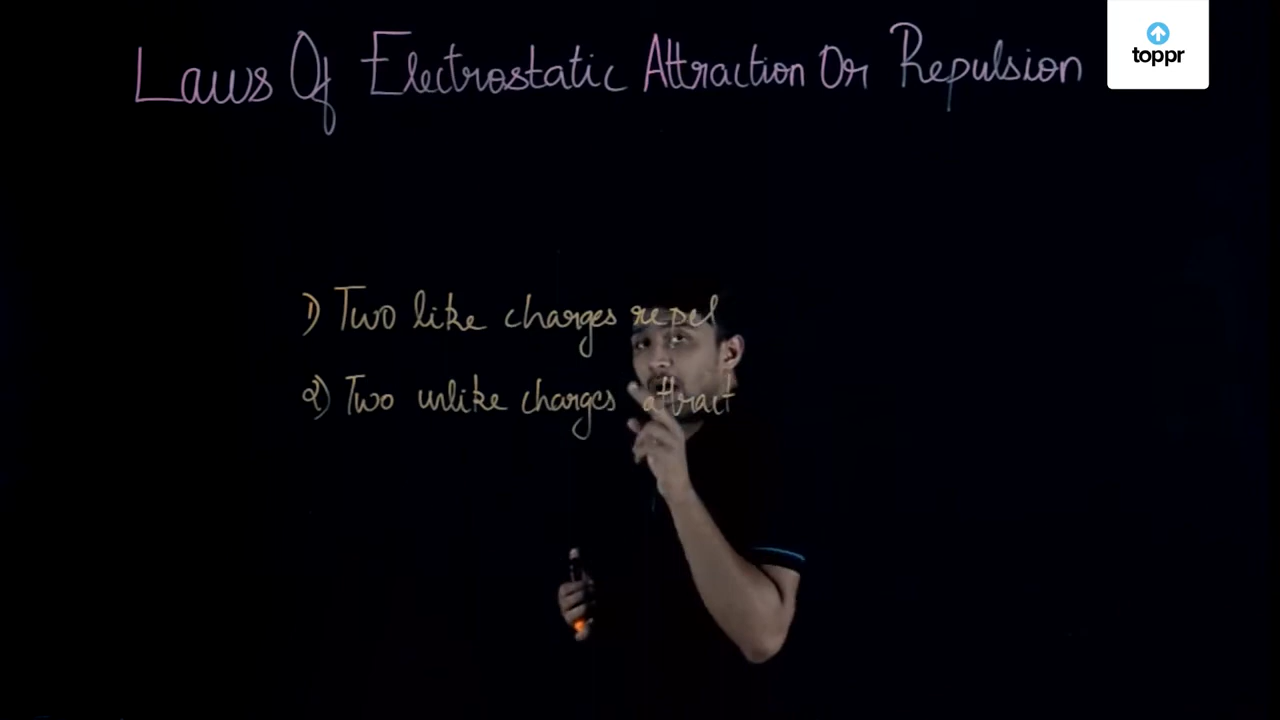 Laws Of Electrostatic Attraction Or Repulsion
toppr
1) Two like charges repel
2) Two unlike charges attract